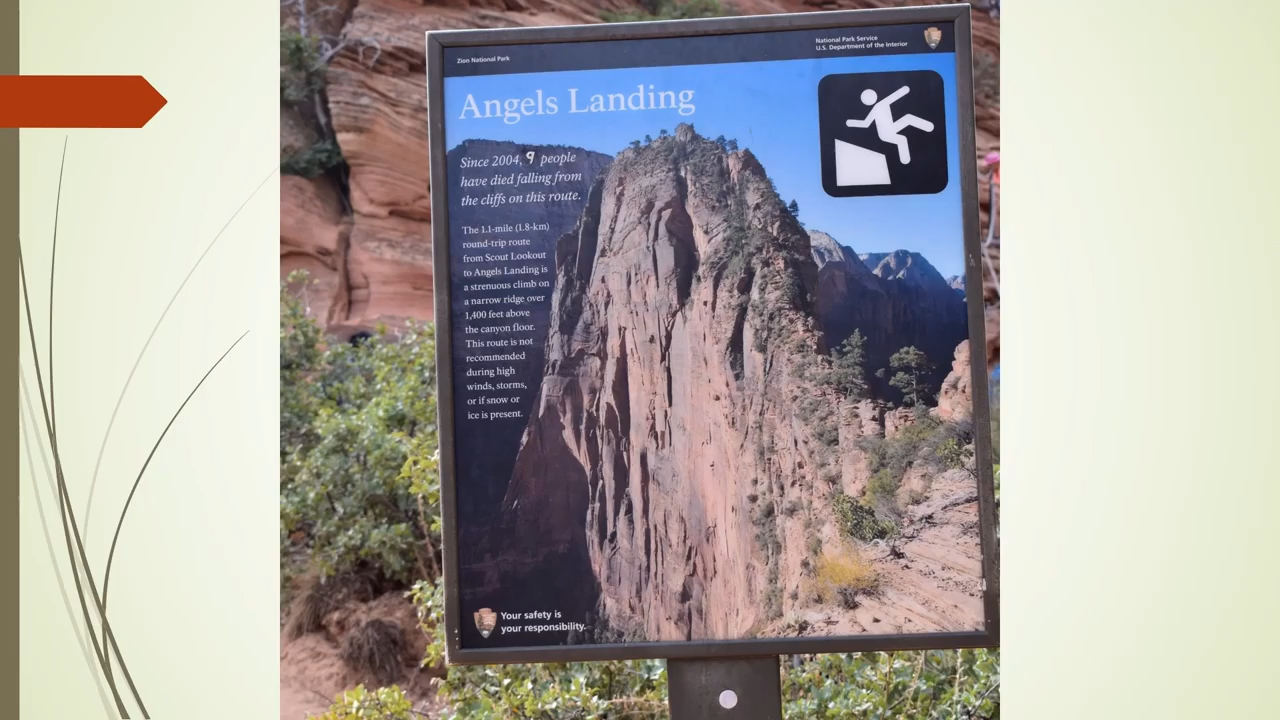 Zion National Park
National Park Service
U.S. Department of the Interior
Angels Landing
Since 2004, 9 people
have died falling from
the cliffs on this route.
The 1.1-mile (1.8-km)
round-trip route
from Scout Lookout
to Angels Landing is
a strenuous climb on
a narrow ridge over
1,400 feet above
the canyon floor.
This route is not
recommended
during high
winds, storms,
or if snow or
ice is present.
Your safety is
your responsibility.